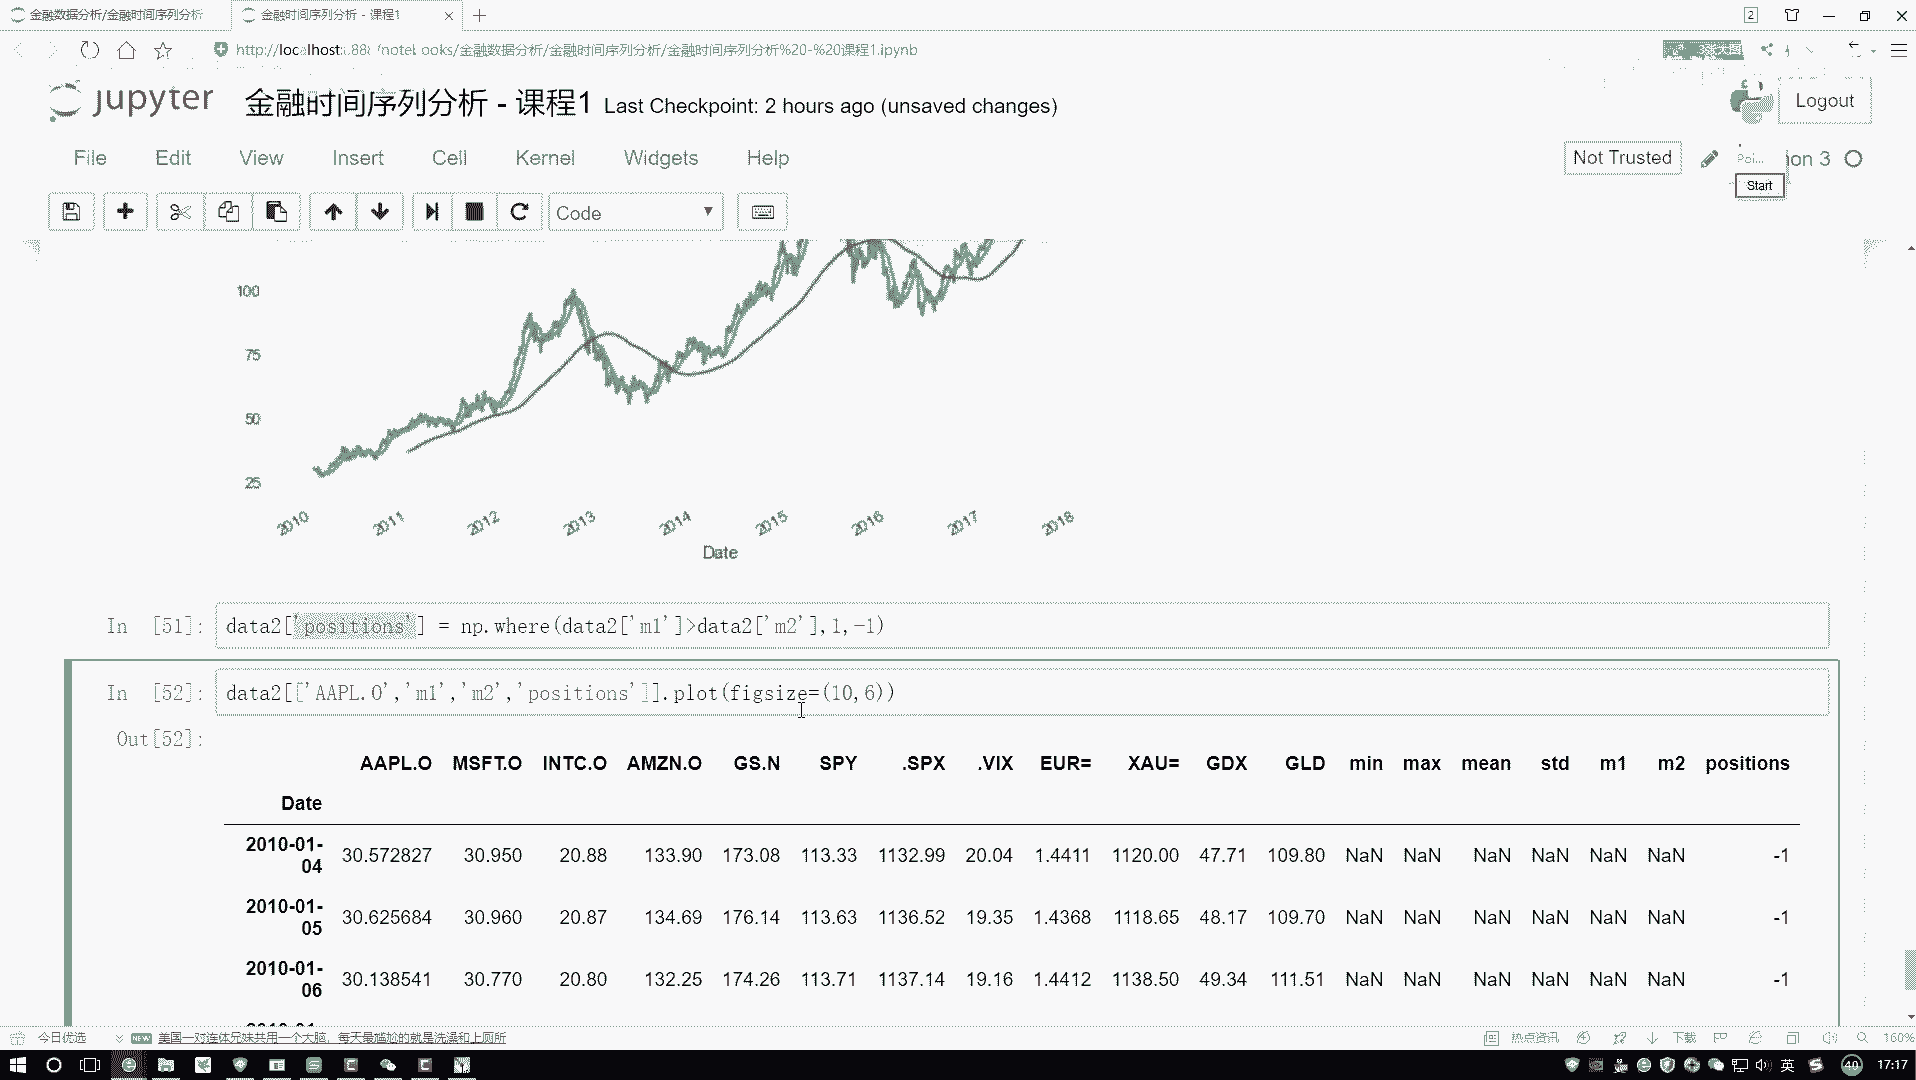 金融数据分析/金融时间序列分析
金融时间序列分析 - 课程1
2
/金融数据分析/金融时间序列分析/金融时间序列分析%20-%20课程1.ipynb
jupyter
金融时间序列分析 - 课程1 Last Checkpoint: 2 hours ago (unsaved changes)
Logout
File Edit View Insert Cell Kernel Widgets Help
Not Trusted
Poi...
on 3
Start
Code
100
75
50
25
2010 2011 2012 2013 2014 2015 2016 2017 2018
Date
In [51]: data2['positions'] = np.where(data2['m1']>data2['m2'],1,-1)
In [52]: data2[['AAPL.O','m1','m2','positions']].plot(figsize=(10,6))
Out[52]:
AAPL.O MSFT.O INTC.O AMZN.O GS.N SPY .SPX .VIX EUR= XAU= GDX GLD min max mean std m1 m2 positions
Date
2010-01-04 30.572827 30.950 20.88 133.90 173.08 113.33 1132.99 20.04 1.4411 1120.00 47.71 109.80 NaN NaN NaN NaN NaN NaN -1
2010-01-05 30.625684 30.960 20.87 134.69 176.14 113.63 1136.52 19.35 1.4368 1118.65 48.17 109.70 NaN NaN NaN NaN NaN NaN -1
2010-01-06 30.138541 30.770 20.80 132.25 174.26 113.71 1137.14 19.16 1.4412 1138.50 49.34 111.51 NaN NaN NaN NaN NaN NaN -1
今日优选
NEW 美国一对连体兄妹共用一个大脑，每天最尴尬的就是洗澡和上厕所
热点资讯
下载
160%
英
40
17:17